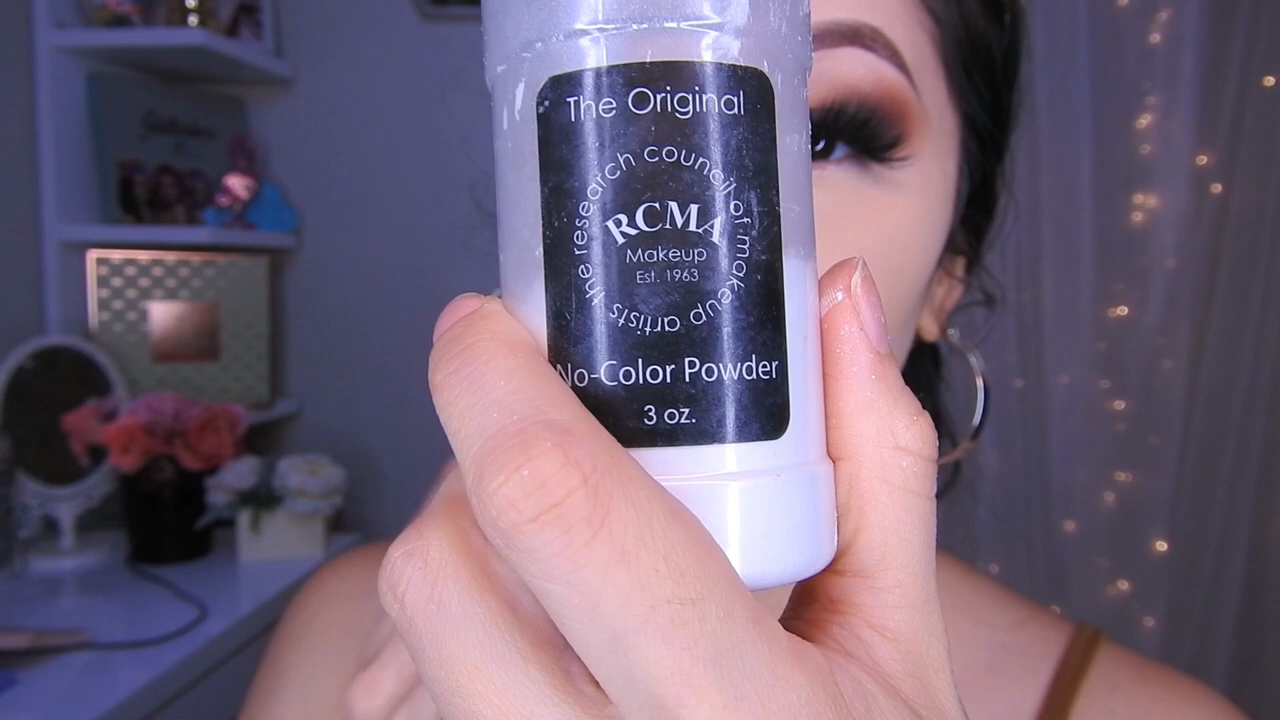 The Original
the research council of makeup artists
RCMA
Makeup
Est. 1963
No-Color Powder
3 oz.